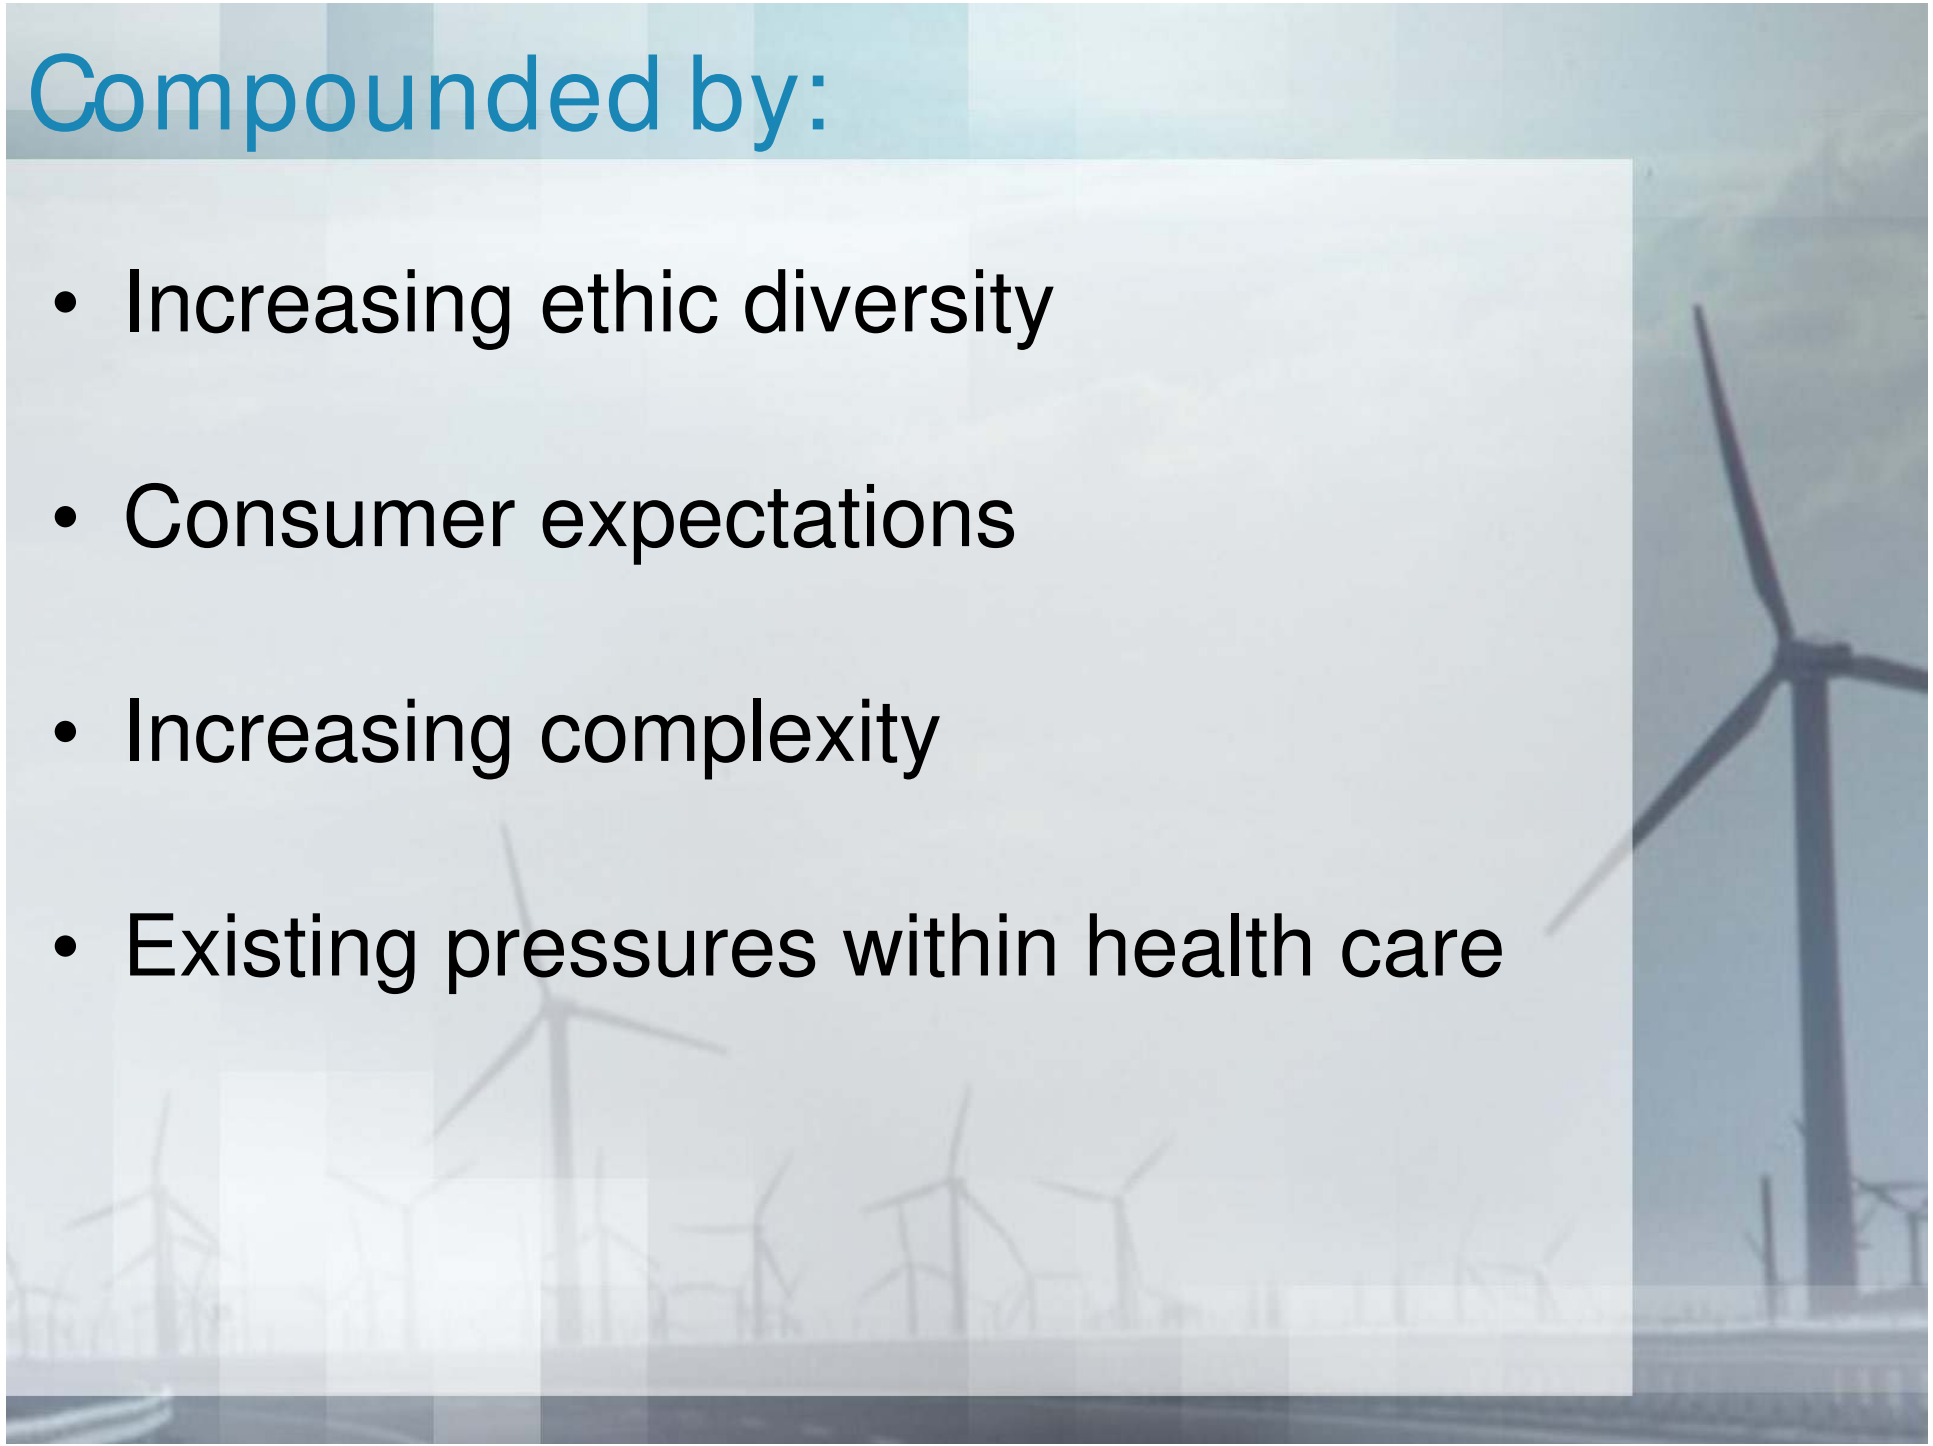 Compounded by:
• Increasing ethic diversity
• Consumer expectations
• Increasing complexity
• Existing pressures within health care